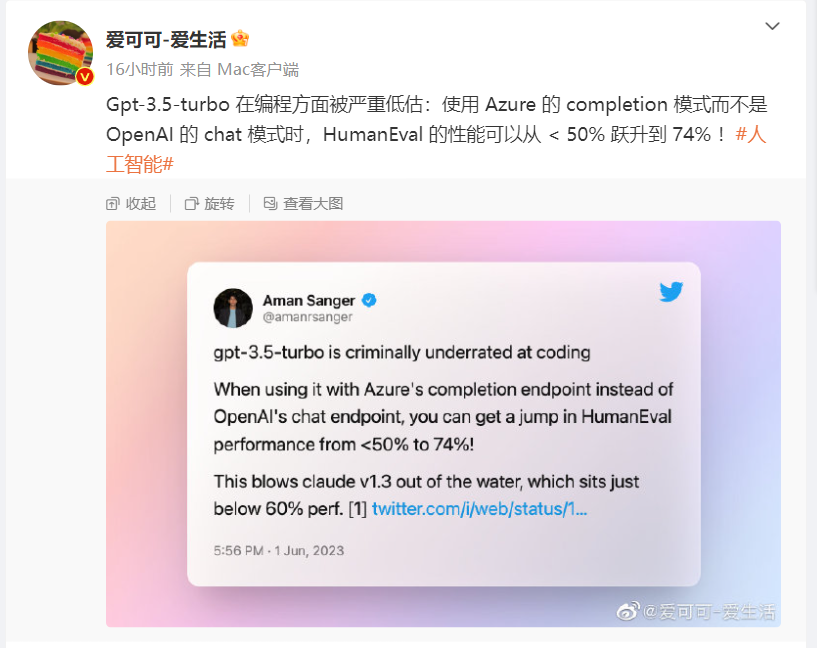 爱可可-爱生活
16小时前 来自 Mac客户端
Gpt-3.5-turbo 在编程方面被严重低估：使用 Azure 的 completion 模式而不是
OpenAI 的 chat 模式时，HumanEval 的性能可以从 < 50% 跃升到 74%！#人
工智能#
收起 旋转 查看大图
Aman Sanger
@amanrsanger
gpt-3.5-turbo is criminally underrated at coding
When using it with Azure's completion endpoint instead of
OpenAI's chat endpoint, you can get a jump in HumanEval
performance from <50% to 74%!
This blows claude v1.3 out of the water, which sits just
below 60% perf. [1] twitter.com/i/web/status/1...
5:56 PM · 1 Jun, 2023
@爱可可-爱生活